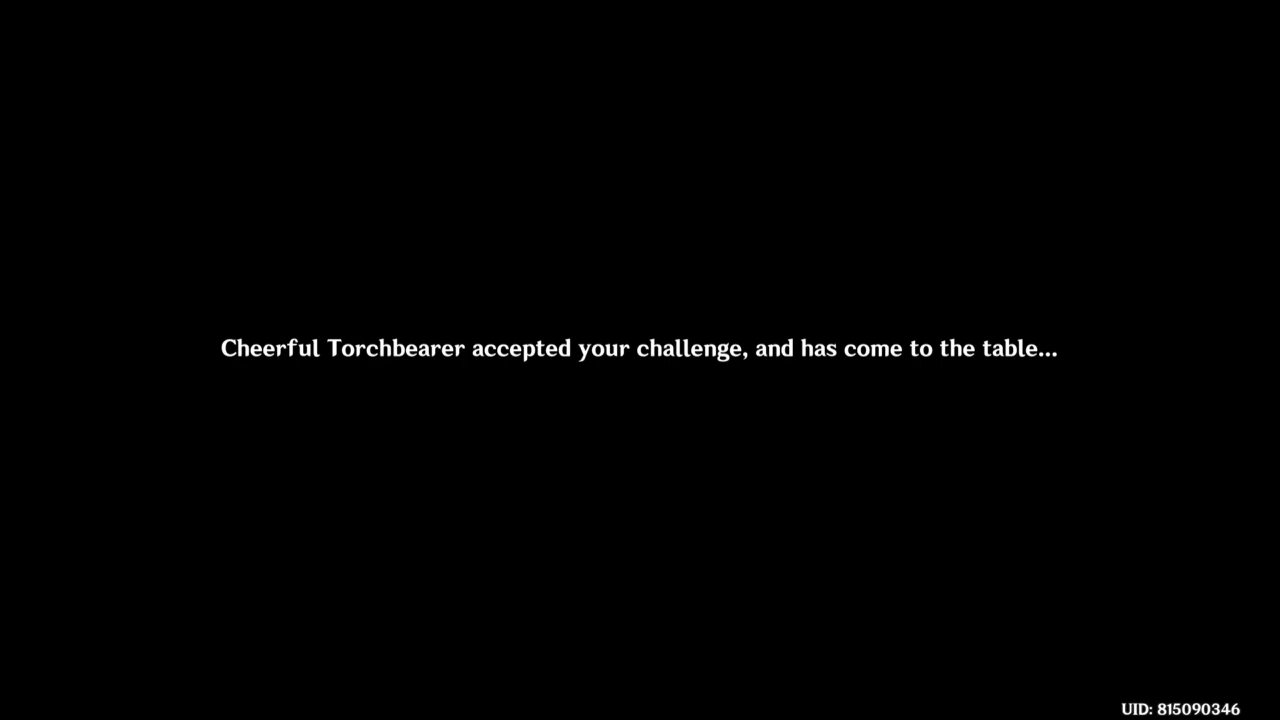 Cheerful Torchbearer accepted your challenge, and has come to the table...
UID: 815090346